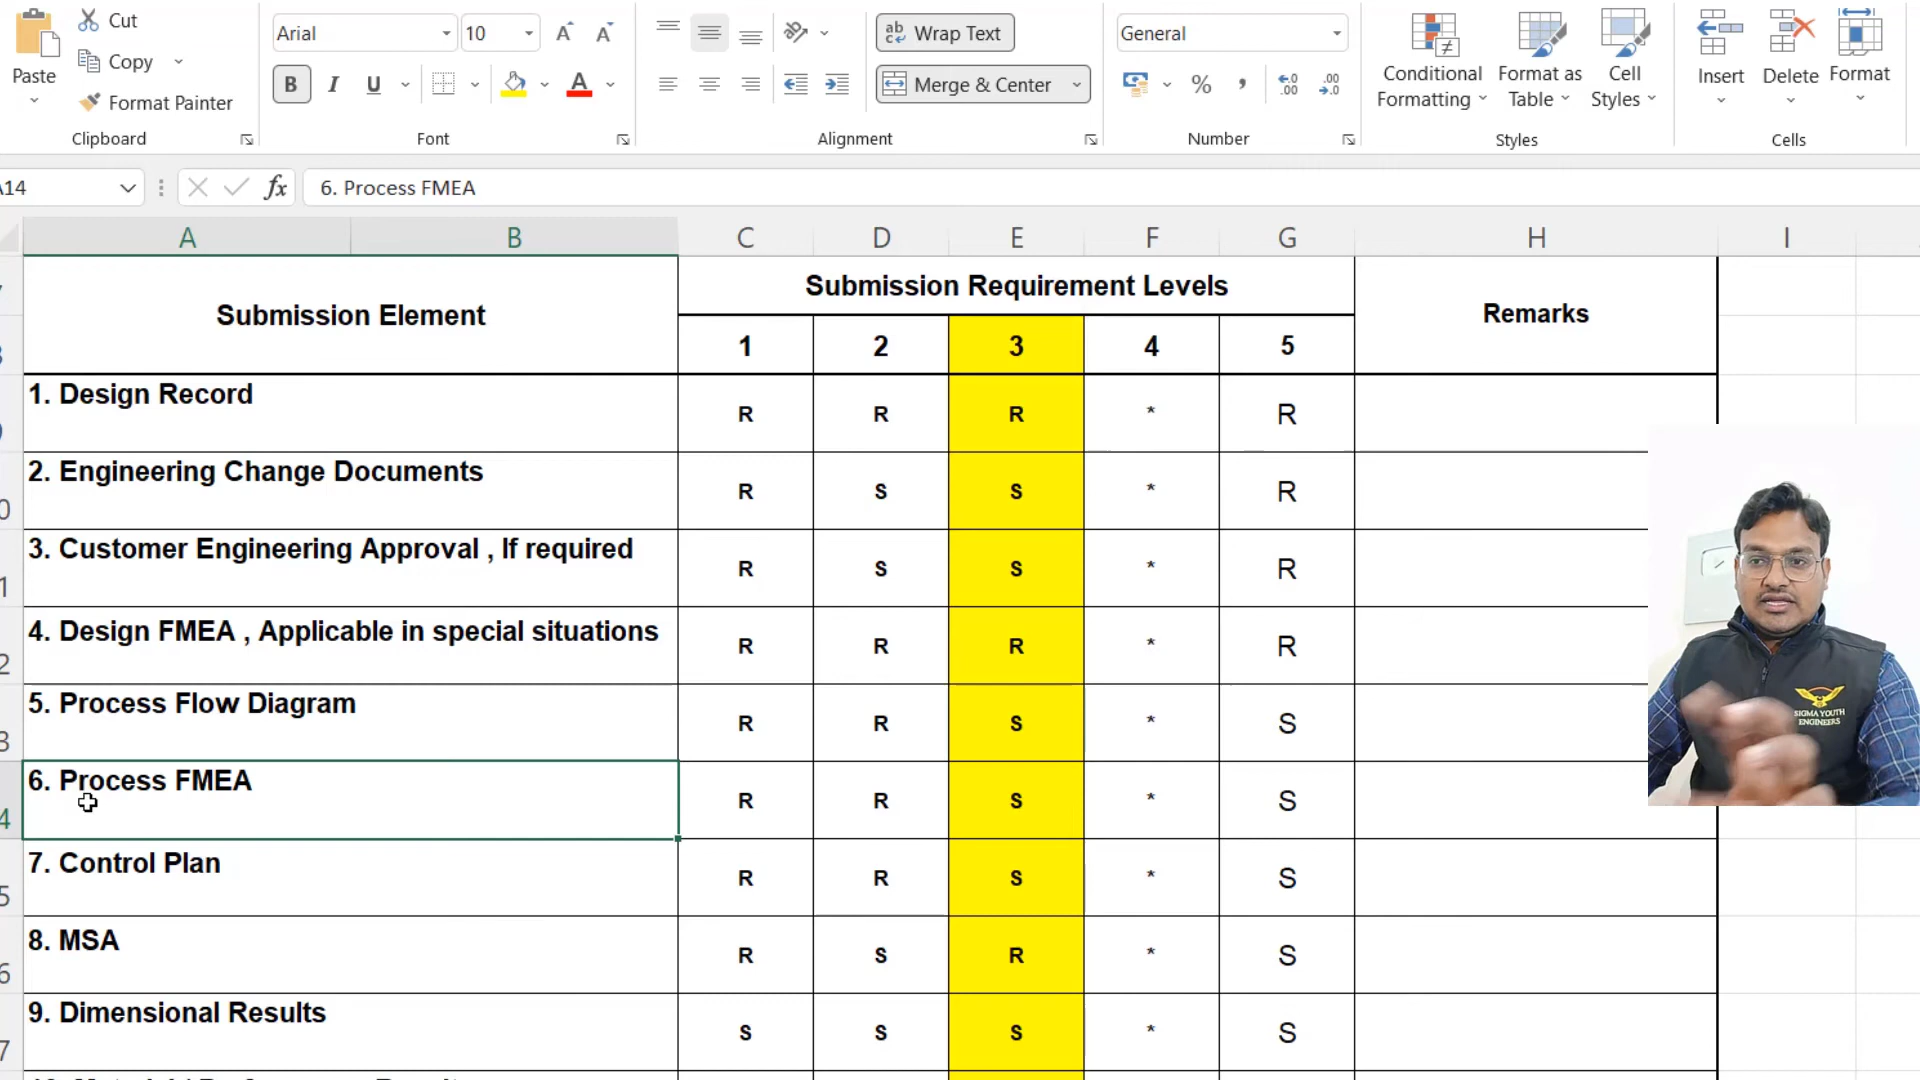 Cut
Arial
10
Wrap Text
General
Paste
Copy
B I U
A
Merge & Center
%
Conditional Formatting
Format as Table
Cell Styles
Insert
Delete
Format
Format Painter
Clipboard
Font
Alignment
Number
Styles
Cells
A14
fx
6. Process FMEA
A B C D E F G H I
Submission Element
Submission Requirement Levels
Remarks
1 2 3 4 5
1. Design Record R R R * R
2. Engineering Change Documents R S S * R
3. Customer Engineering Approval , If required R S S * R
4. Design FMEA , Applicable in special situations R R R * R
5. Process Flow Diagram R R S * S
6. Process FMEA R R S * S
7. Control Plan R R S * S
8. MSA R S R * S
9. Dimensional Results S S S * S
SIGMA YOUTH
ENGINEERS